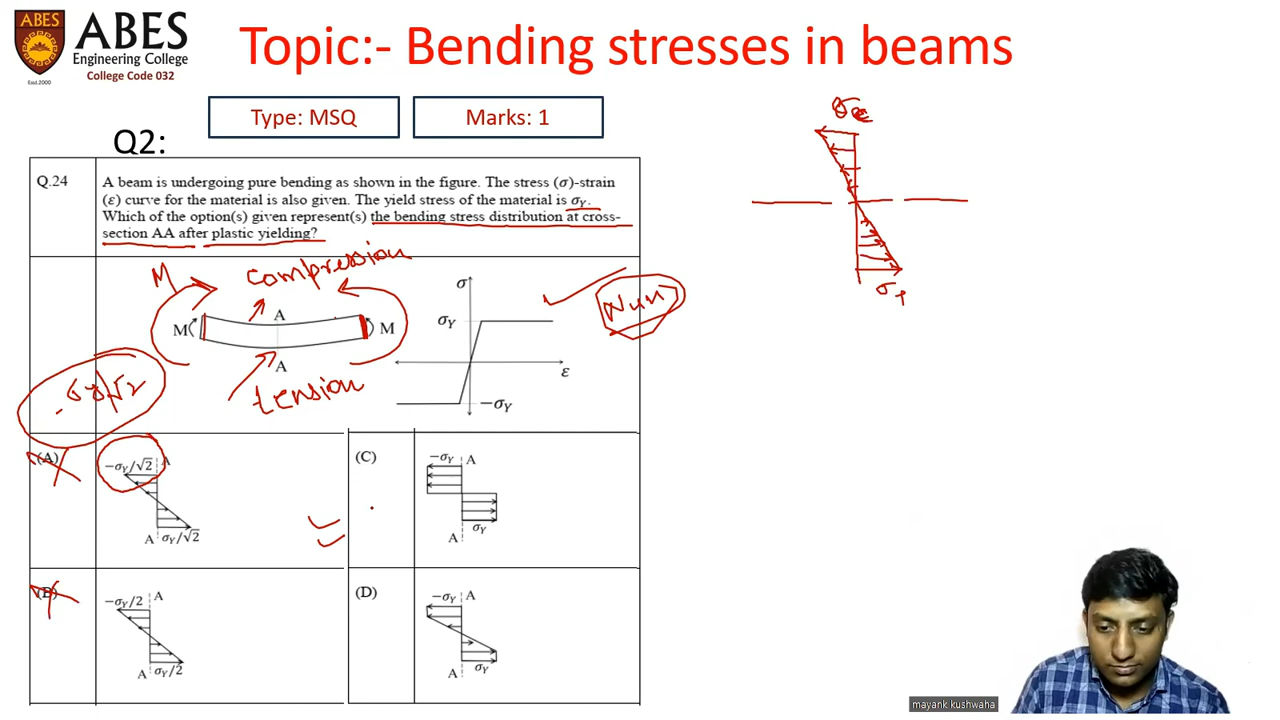 ABES
ABES
Engineering College
College Code 032
Estd.2000
Topic:- Bending stresses in beams
Type: MSQ
Marks: 1
Q2:
Q.24
A beam is undergoing pure bending as shown in the figure. The stress (σ)-strain
(ε) curve for the material is also given. The yield stress of the material is σY.
Which of the option(s) given represent(s) the bending stress distribution at cross-
section AA after plastic yielding?
M
compression
M
A
M
A
tension
σ
σY
ε
−σY
σy/√2
(A)
−σY/√2
A
A
σY/√2
(B)
−σY/2
A
A
σY/2
(C)
−σY
A
σY
A
(D)
−σY
A
A
σY
mayank kushwaha